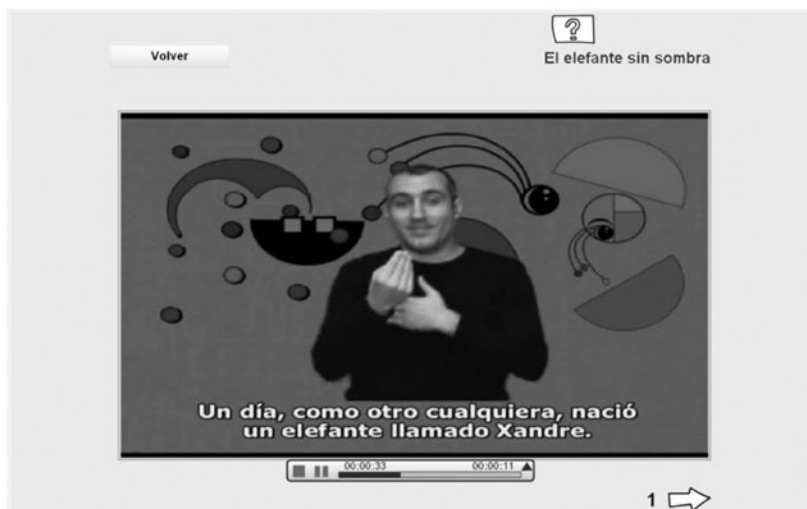 ?
Volver
El elefante sin sombra
Un día, como otro cualquiera, nació
un elefante llamado Xandre.
00:00:33 00:00:11
1